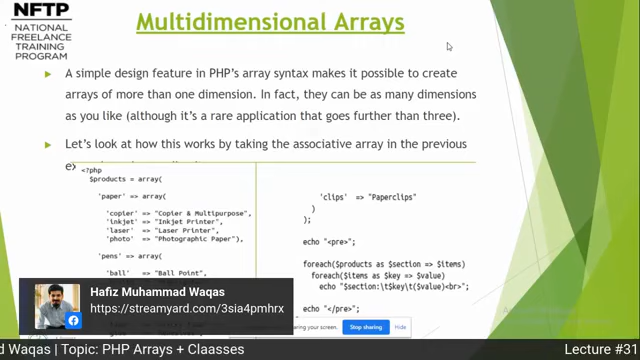 NFTP
NATIONAL
FREELANCE
TRAINING
PROGRAM
Multidimensional Arrays
A simple design feature in PHP's array syntax makes it possible to create
arrays of more than one dimension. In fact, they can be as many dimensions
as you like (although it's a rare application that goes further than three).
Let's look at how this works by taking the associative array in the previous
<?php
$products = array(
'paper' => array(
'copier' => "Copier & Multipurpose",
'inkjet' => "Inkjet Printer",
'laser' => "Laser Printer",
'photo' => "Photographic Paper"),
'pens' => array(
'ball' => "Ball Point",
'clips' => "Paperclips"
)
);
echo "<pre>";
foreach($products as $section => $items)
foreach($items as $key => $value)
echo "$section:\t$key\t($value)<br>";
echo "</pre>";
Hafiz Muhammad Waqas
https://streamyard.com/3sia4pmhrx
sharing your screen.
Stop sharing
Hide
d Waqas | Topic: PHP Arrays + Claasses
Lecture #31